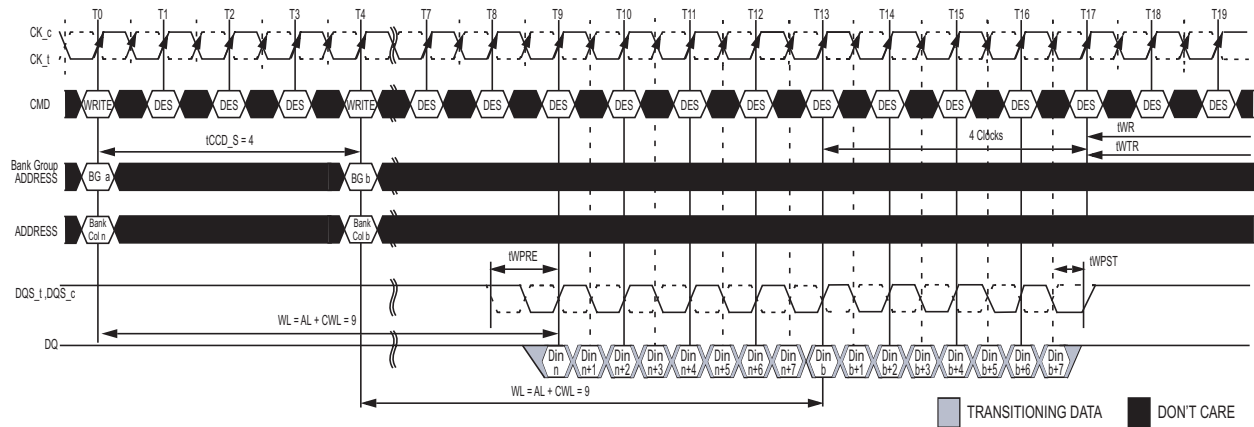 T0 T1 T2 T3 T4 T7 T8 T9 T10 T11 T12 T13 T14 T15 T16 T17 T18 T19
CK_c
CK_t
CMD WRITE DES DES DES WRITE DES DES DES DES DES DES DES DES DES DES DES DES DES
tCCD_S = 4
4 Clocks
tWR
tWTR
Bank Group
ADDRESS
BG a
BG b
ADDRESS
Bank
Col n
Bank
Col b
tWPRE
tWPST
DQS_t ,DQS_c
WL = AL + CWL = 9
DQ
Din Din Din Din Din Din Din Din Din Din Din Din Din Din Din Din
n n+1 n+2 n+3 n+4 n+5 n+6 n+7 b b+1 b+2 b+3 b+4 b+5 b+6 b+7
WL = AL + CWL = 9
TRANSITIONING DATA
DON'T CARE